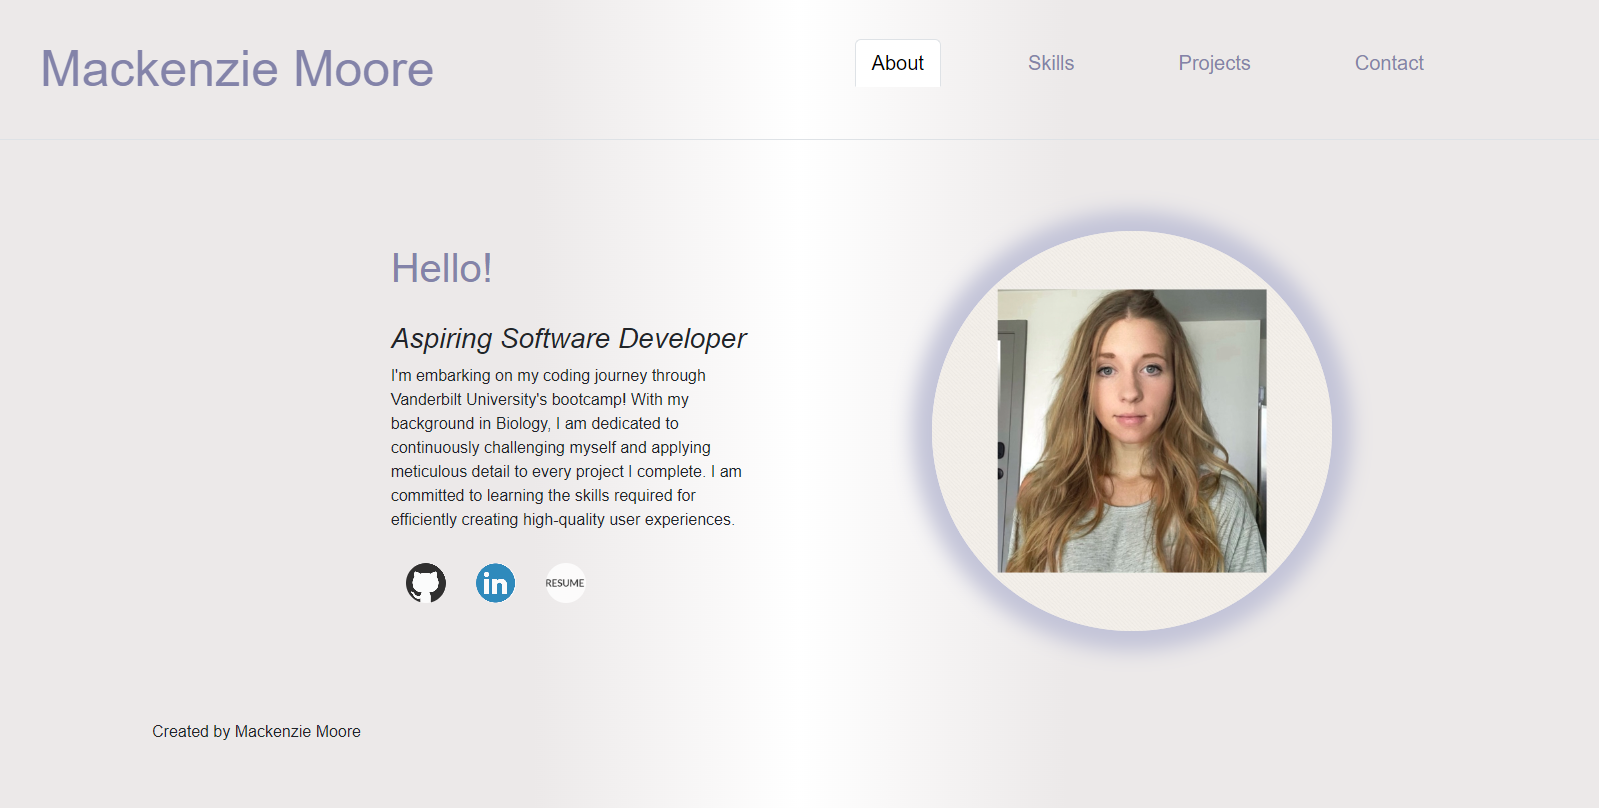 Mackenzie Moore
About
Skills
Projects
Contact
Hello!
Aspiring Software Developer
I'm embarking on my coding journey through
Vanderbilt University's bootcamp! With my
background in Biology, I am dedicated to
continuously challenging myself and applying
meticulous detail to every project I complete. I am
committed to learning the skills required for
efficiently creating high-quality user experiences.
in
RESUME
Created by Mackenzie Moore